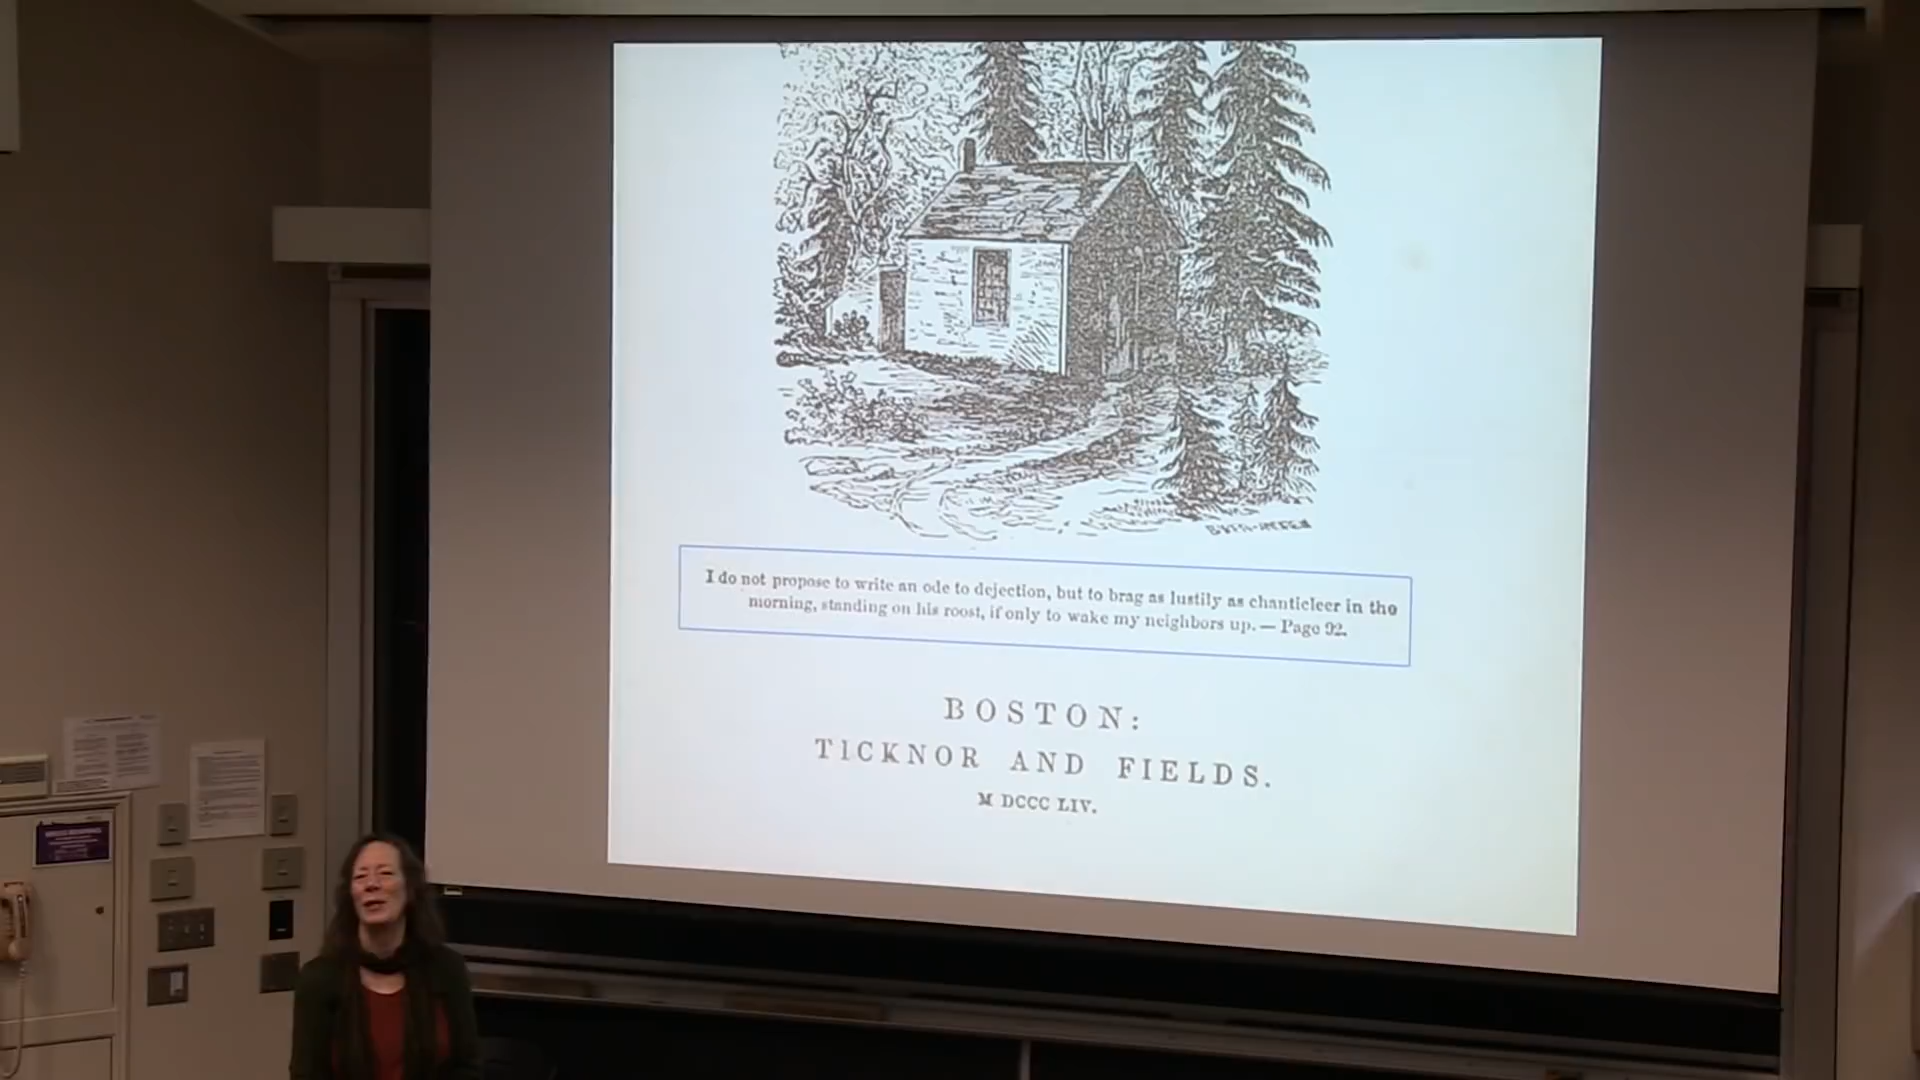 I do not propose to write an ode to dejection, but to brag as lustily as chanticleer in the
morning, standing on his roost, if only to wake my neighbors up. — Page 92.
BOSTON:
TICKNOR AND FIELDS.
M DCCC LIV.